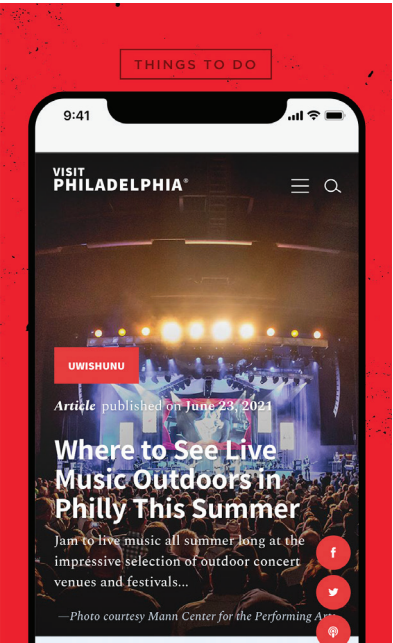 THINGS TO DO
9:41
VISIT
PHILADELPHIA®
UWISHUNU
Article published on June 23, 2021
Where to See Live
Music Outdoors in
Philly This Summer
Jam to live music all summer long at the
impressive selection of outdoor concert
venues and festivals...
—Photo courtesy Mann Center for the Performing Arts